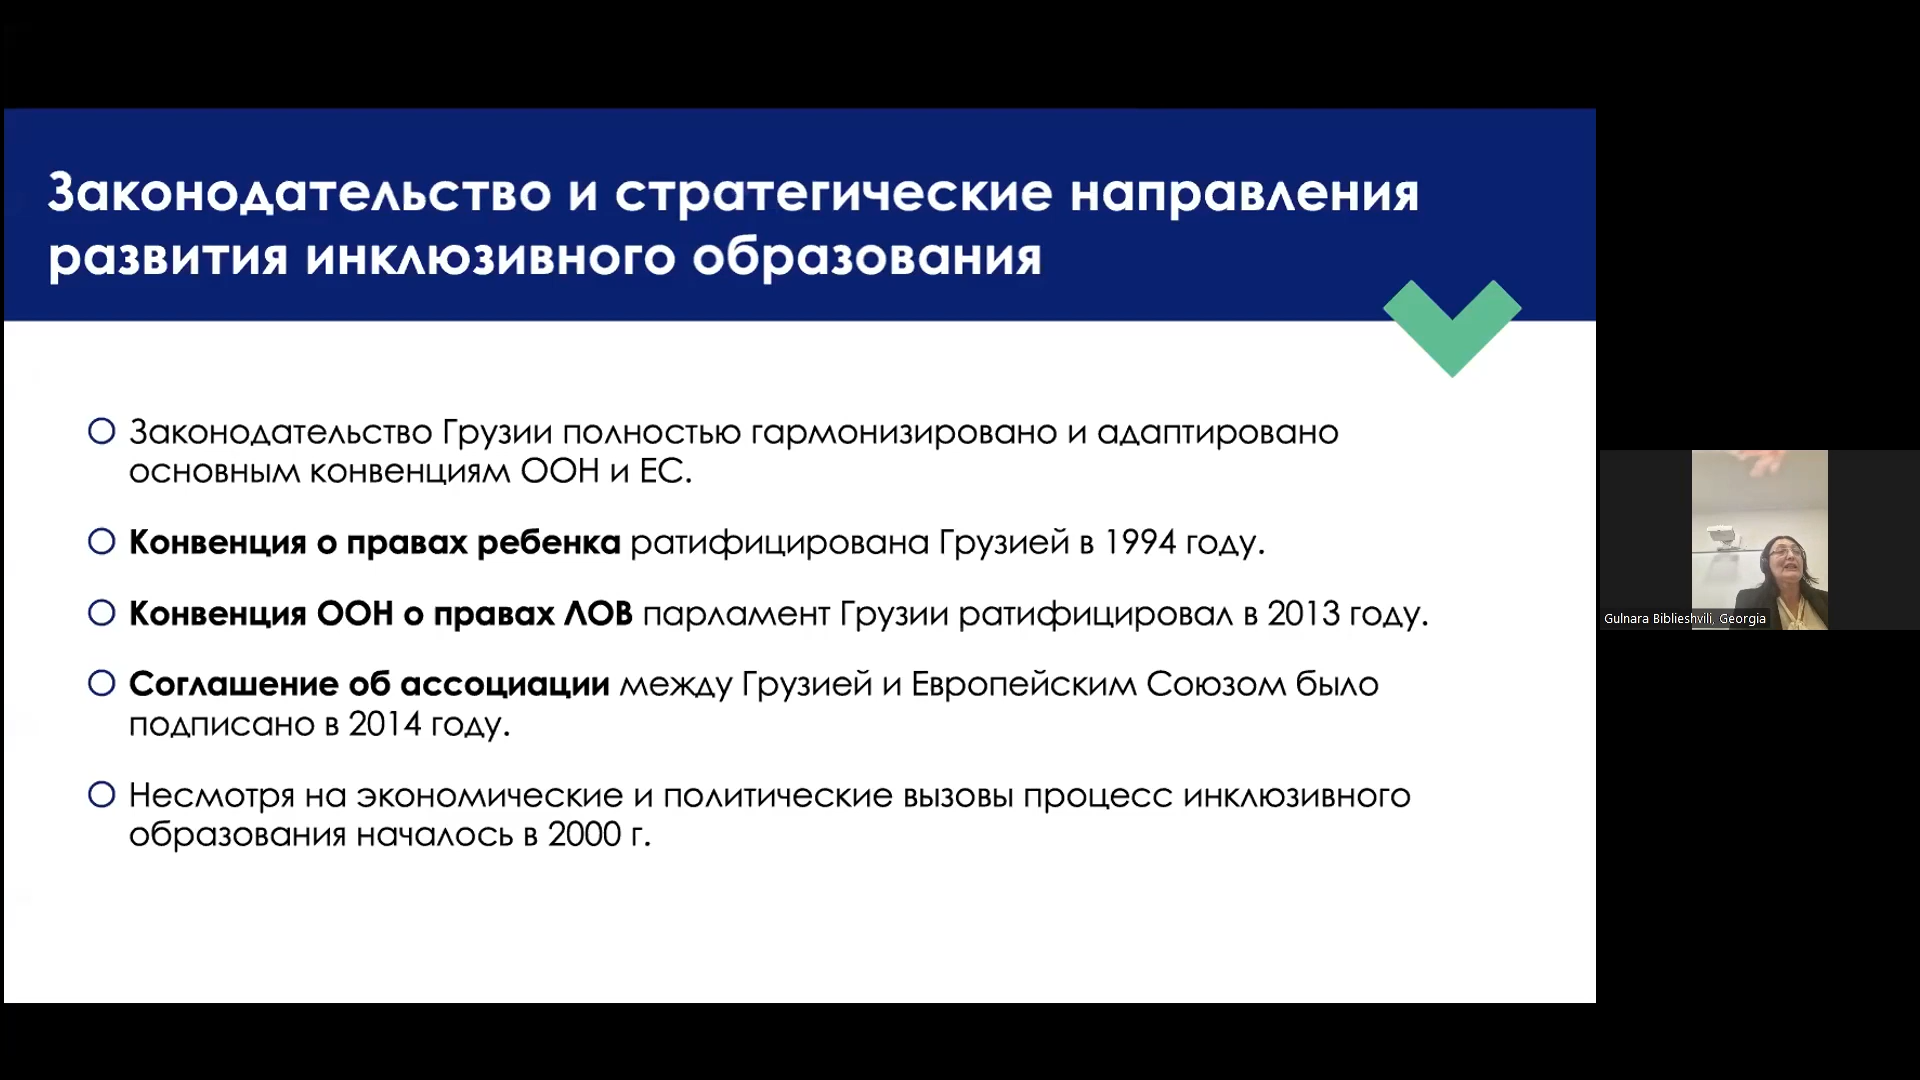 Законодательство и стратегические направления
развития инклюзивного образования
Законодательство Грузии полностью гармонизировано и адаптировано
основным конвенциям ООН и ЕС.
Конвенция о правах ребенка ратифицирована Грузией в 1994 году.
Конвенция ООН о правах ЛОВ парламент Грузии ратифицировал в 2013 году.
Соглашение об ассоциации между Грузией и Европейским Союзом было
подписано в 2014 году.
Несмотря на экономические и политические вызовы процесс инклюзивного
образования началось в 2000 г.
Gulnara Biblieshvili, Georgia